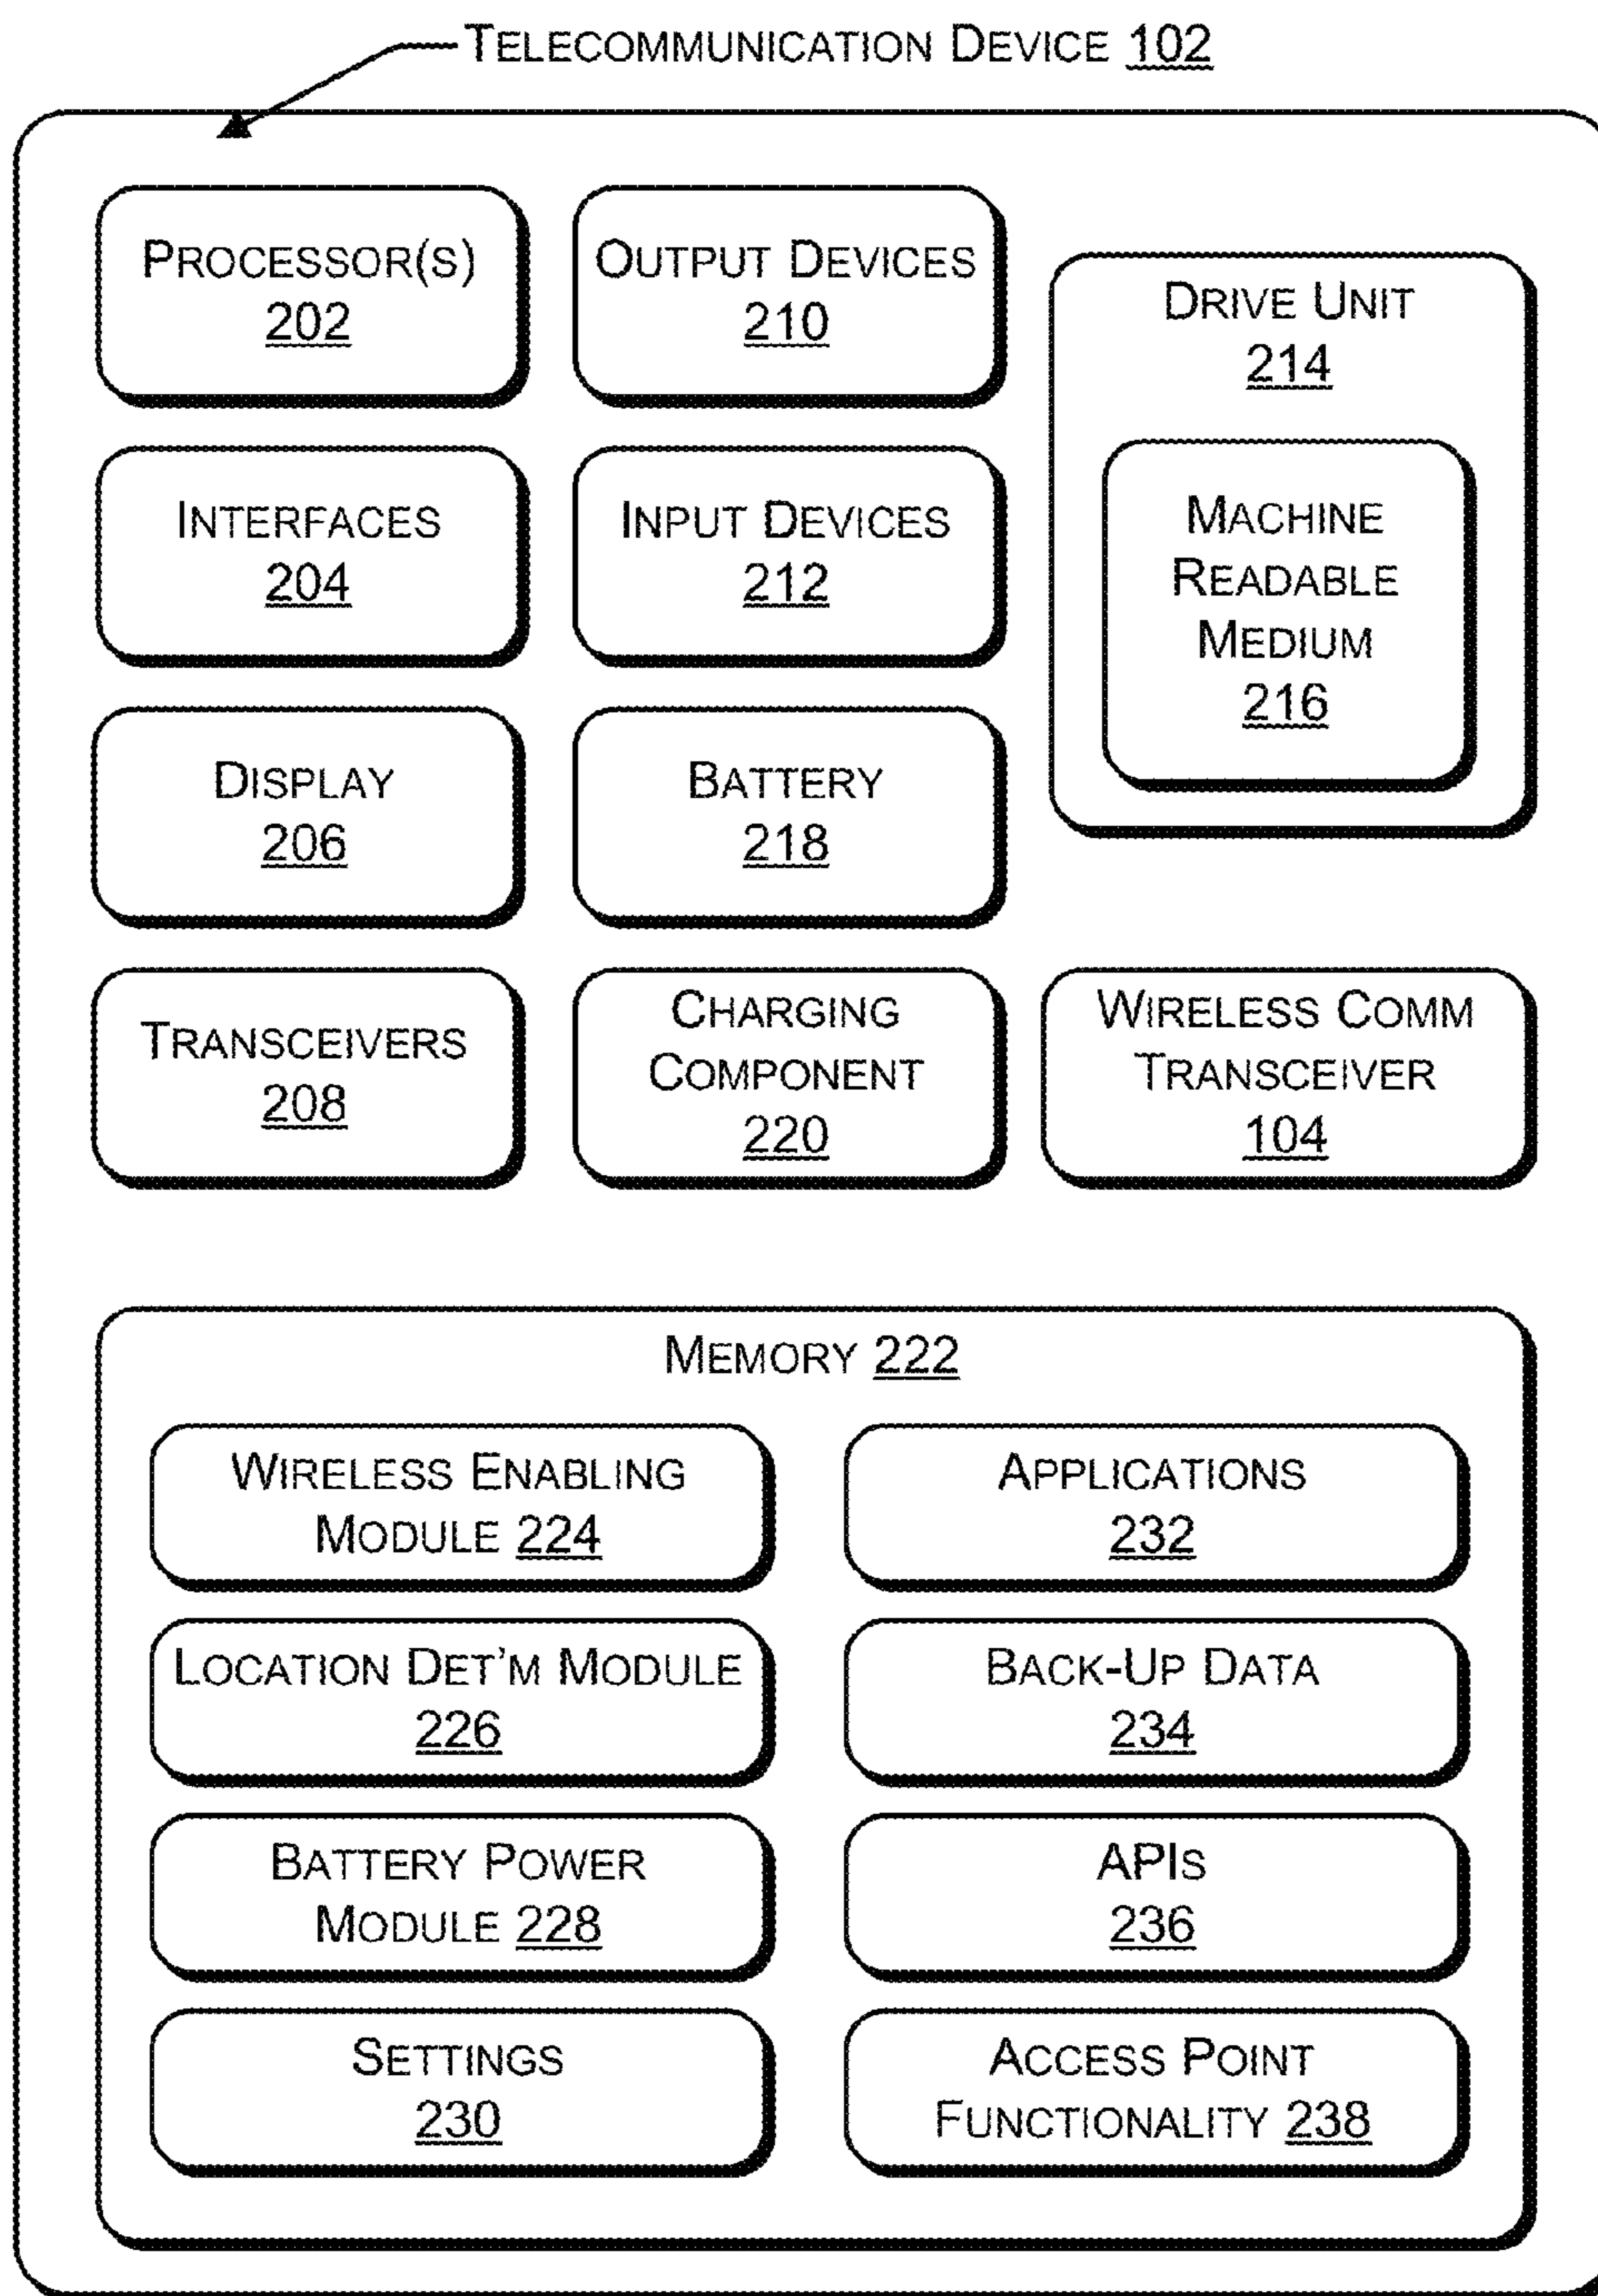 TELECOMMUNICATION DEVICE 102
PROCESSOR(S)
202
OUTPUT DEVICES
210
DRIVE UNIT
214
MACHINE
READABLE
MEDIUM
216
INTERFACES
204
INPUT DEVICES
212
DISPLAY
206
BATTERY
218
TRANSCEIVERS
208
CHARGING
COMPONENT
220
WIRELESS COMM
TRANSCEIVER
104
MEMORY 222
WIRELESS ENABLING
MODULE 224
APPLICATIONS
232
LOCATION DET'M MODULE
226
BACK-UP DATA
234
BATTERY POWER
MODULE 228
APIS
236
SETTINGS
230
ACCESS POINT
FUNCTIONALITY 238